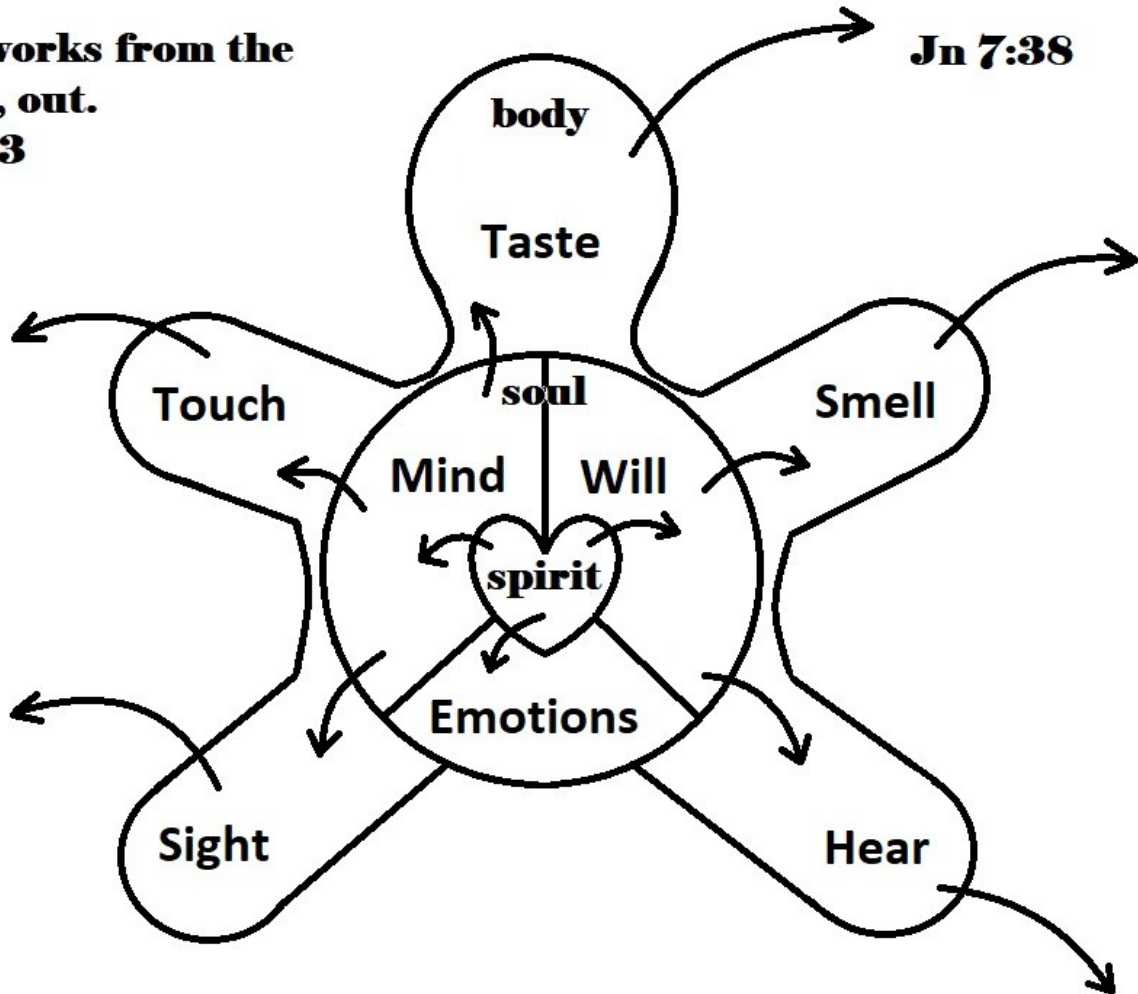 works from the
, out.
3
Jn 7:38
body
Taste
Touch
Smell
soul
Mind
Will
spirit
Emotions
Sight
Hear